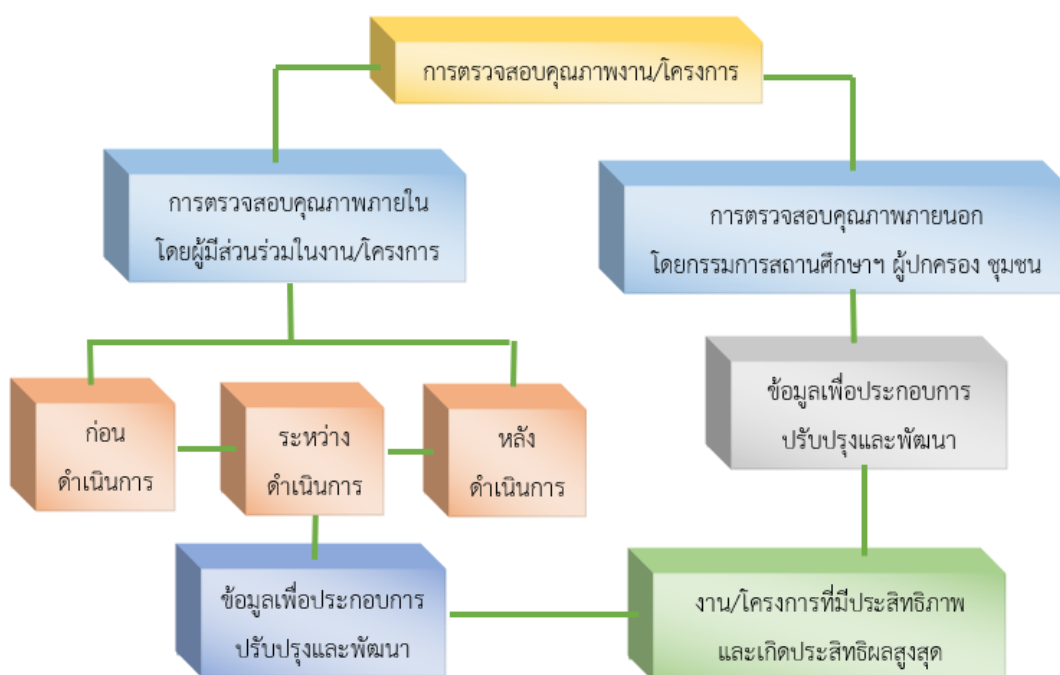 การตรวจสอบคุณภาพงาน/โครงการ
การตรวจสอบคุณภาพภายใน
โดยผู้มีส่วนร่วมในงาน/โครงการ
การตรวจสอบคุณภาพภายนอก
โดยกรรมการสถานศึกษาฯ ผู้ปกครอง ชุมชน
ก่อน
ดำเนินการ
ระหว่าง
ดำเนินการ
หลัง
ดำเนินการ
ข้อมูลเพื่อประกอบการ
ปรับปรุงและพัฒนา
ข้อมูลเพื่อประกอบการ
ปรับปรุงและพัฒนา
งาน/โครงการที่มีประสิทธิภาพ
และเกิดประสิทธิผลสูงสุด